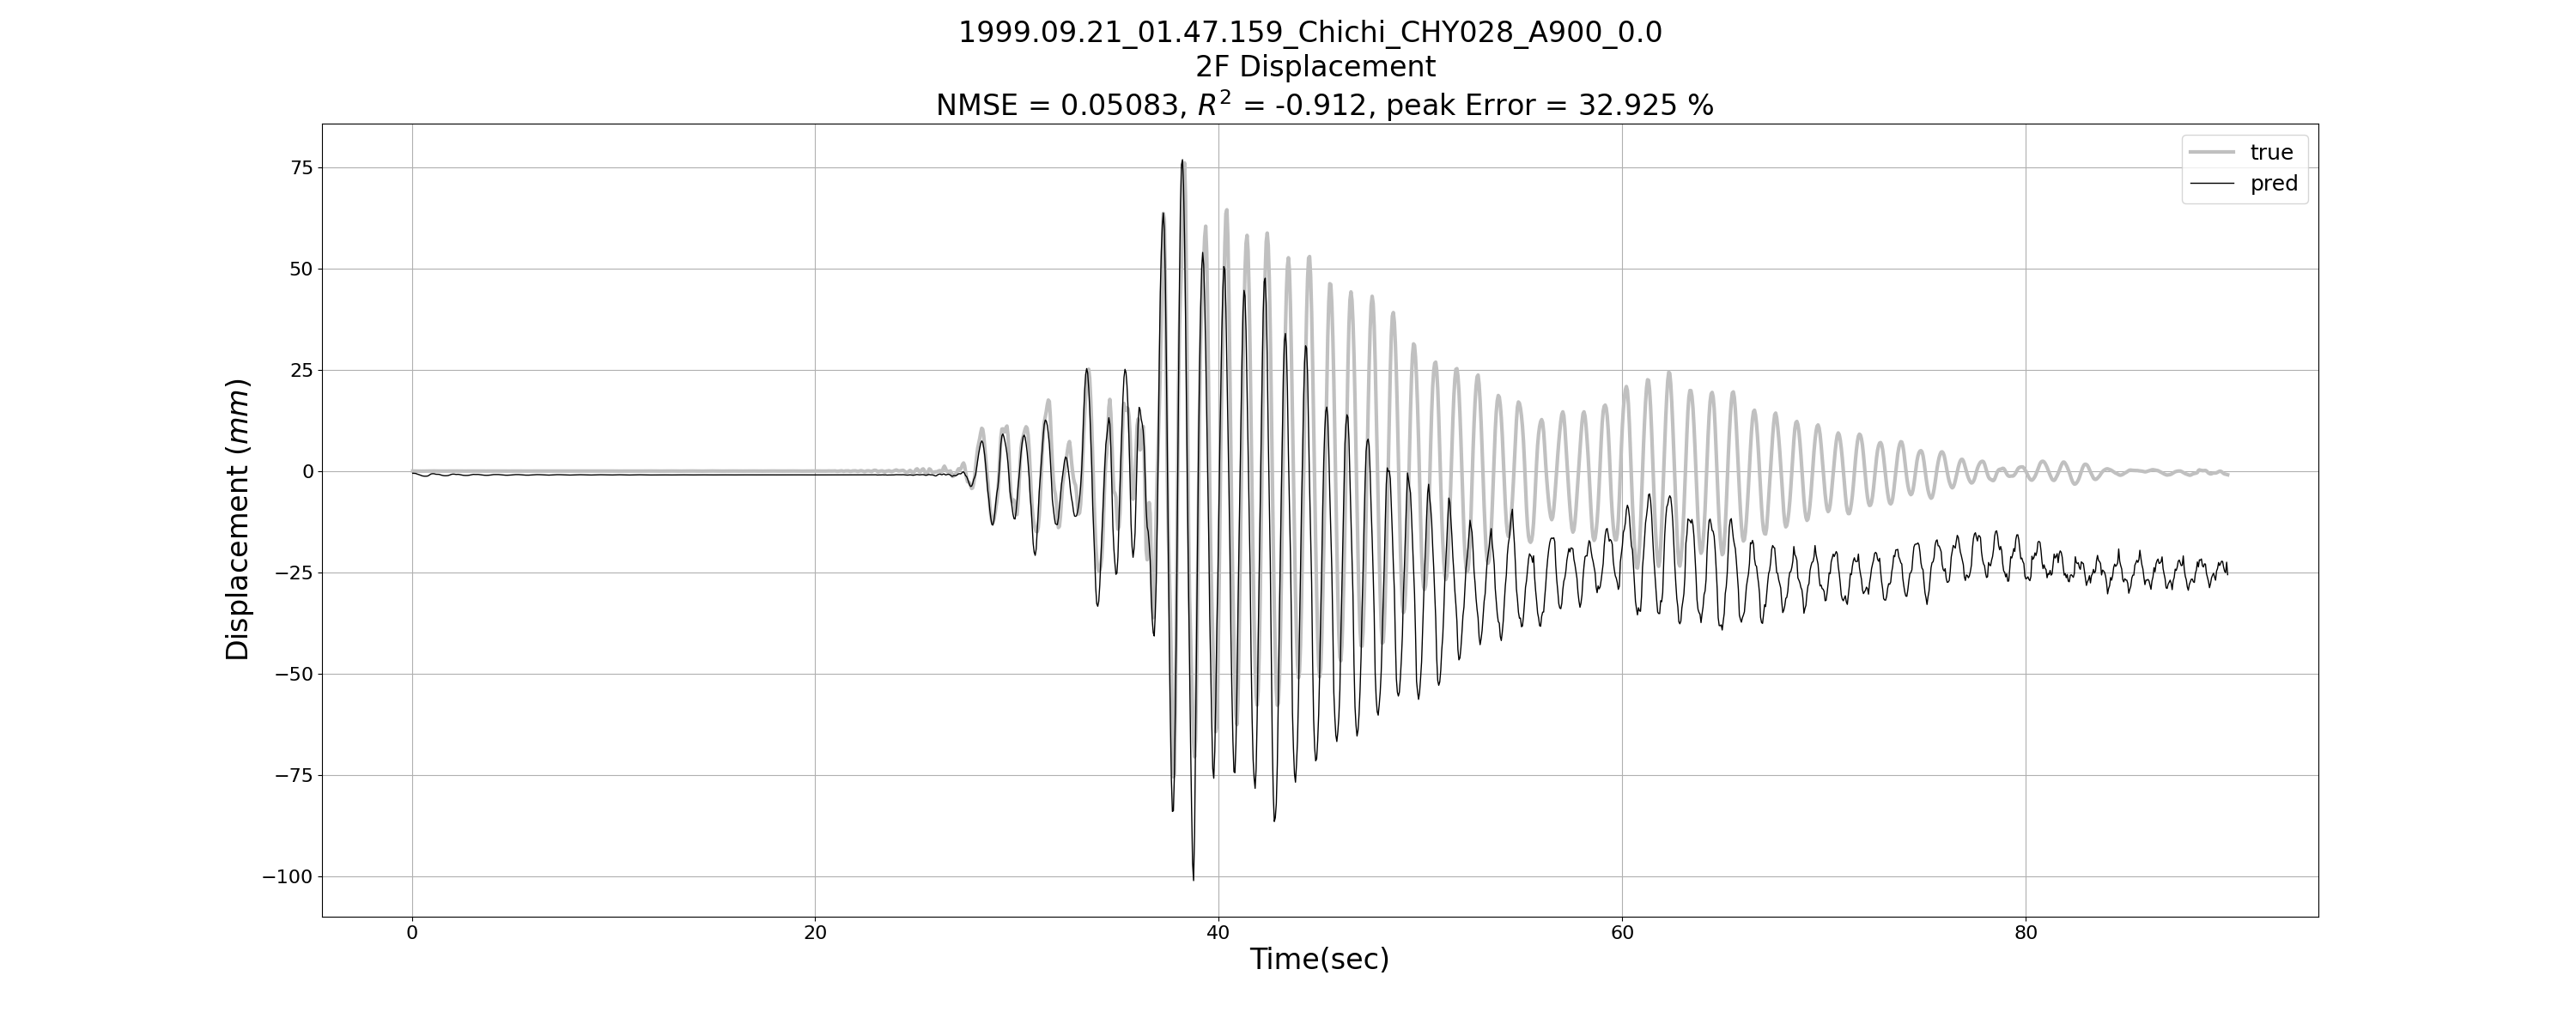 1999.09.21_01.47.159_Chichi_CHY028_A900_0.0
2F Displacement
NMSE = 0.05083, R² = -0.912, peak Error = 32.925 %
true
pred
75
50
25
0
−25
−50
−75
−100
Displacement (mm)
0 20 40 60 80
Time(sec)